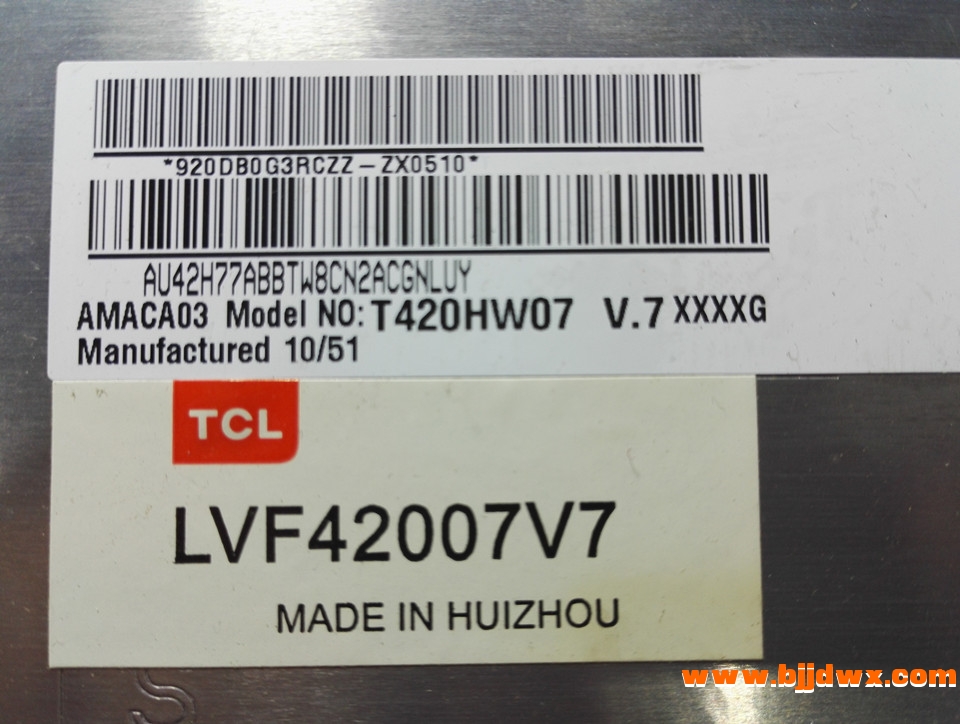 *920DB0G3RCZZ-ZX0510*
AU42H77ABBTW8CN2ACGNLUY
AMACA03 Model NO: T420HW07 V.7 XXXXG
Manufactured 10/51
TCL
LVF42007V7
MADE IN HUIZHOU
www.bjjdwx.com
S